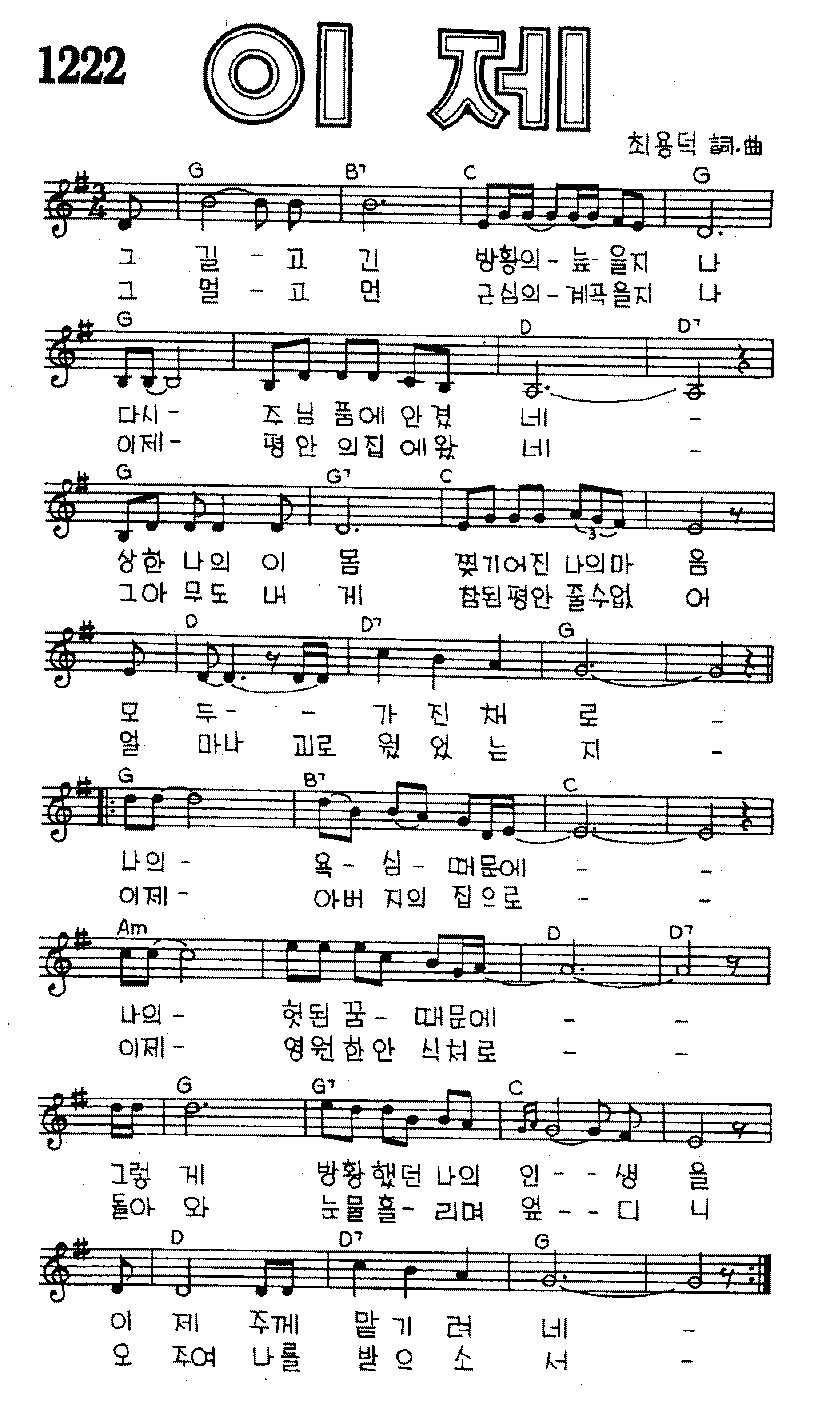 1222 이 제
최용덕 詞.曲
G B7 C G
3/4
그 길 - 고 긴 방황의- 늪- 을지 나
그 멀 - 고 먼 근심의-계곡을지 나
G D D7
다시- 주 님 품에 안 겼 네 -
이제- 평 안 의집 에왔 네 -
G G7 C
3
상한 나의 이 몸 찢기어진 나의마 음
그아 무도 내 게 참된평안 줄수없 어
D D7 G
모 두- - 가 진 채 로 -
얼 마나 괴로 웠 었 는 지 -
G B7 C
나의- 욕- 심- 때문에 - -
이제- 아버 지의 집으로 - -
Am D D7
나의- 헛된 꿈- 때문에 - -
이제- 영원한안 식처로 - -
G G7 C
그렇 게 방황했던 나의 인- - 생 을
돌아 와 눈물흘- 리며 엎- - 디 니
D D7 G
이 제 주께 맡 기 려 네 -
오 주여 나를 받 으 소 서 -